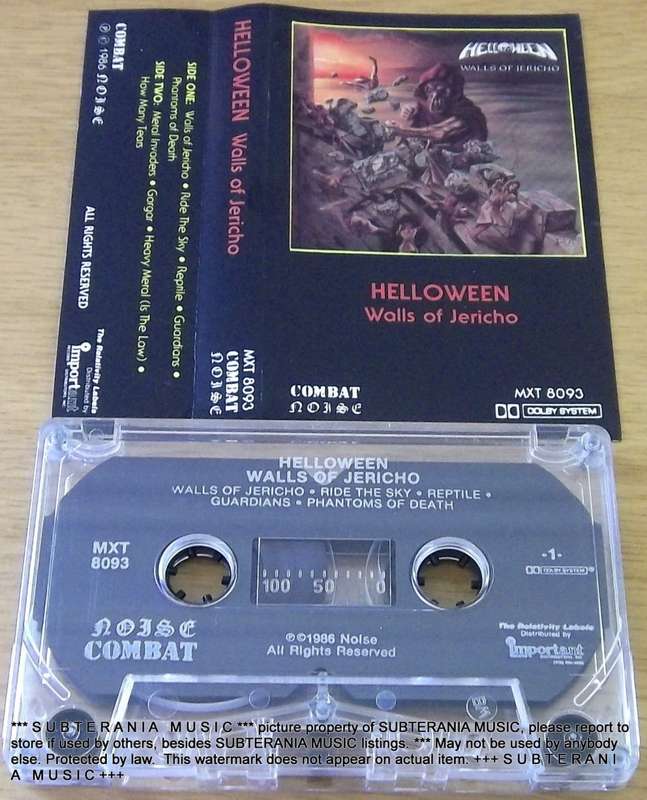 COMBAT
℗ © 1986 NOISE
ALL RIGHTS RESERVED
The Relativity Labels
Distributed by
important
SIDE ONE: Walls of Jericho • Ride The Sky • Reptile • Guardians •
Phantoms of Death
SIDE TWO: Metal Invaders • Gorgar • Heavy Metal (Is The Law) •
How Many Tears
HELLOWEEN Walls of Jericho
MXT 8093
COMBAT
NOISE
HELLOWEEN
WALLS OF JERICHO
HELLOWEEN
Walls of Jericho
COMBAT
NOISE
MXT 8093
DOLBY SYSTEM
HELLOWEEN
WALLS OF JERICHO
WALLS OF JERICHO • RIDE THE SKY • REPTILE •
GUARDIANS • PHANTOMS OF DEATH
MXT
8093
100 50 0
-1-
DOLBY SYSTEM®
NOISE
COMBAT
℗©1986 Noise
All Rights Reserved
The Relativity Labels
Distributed by
important
*** S U B T E R A N I A M U S I C *** picture property of SUBTERANIA MUSIC, please report to
store if used by others, besides SUBTERANIA MUSIC listings. *** May not be used by anybody
else. Protected by law. This watermark does not appear on actual item. +++ S U B T E R A N I
A M U S I C +++